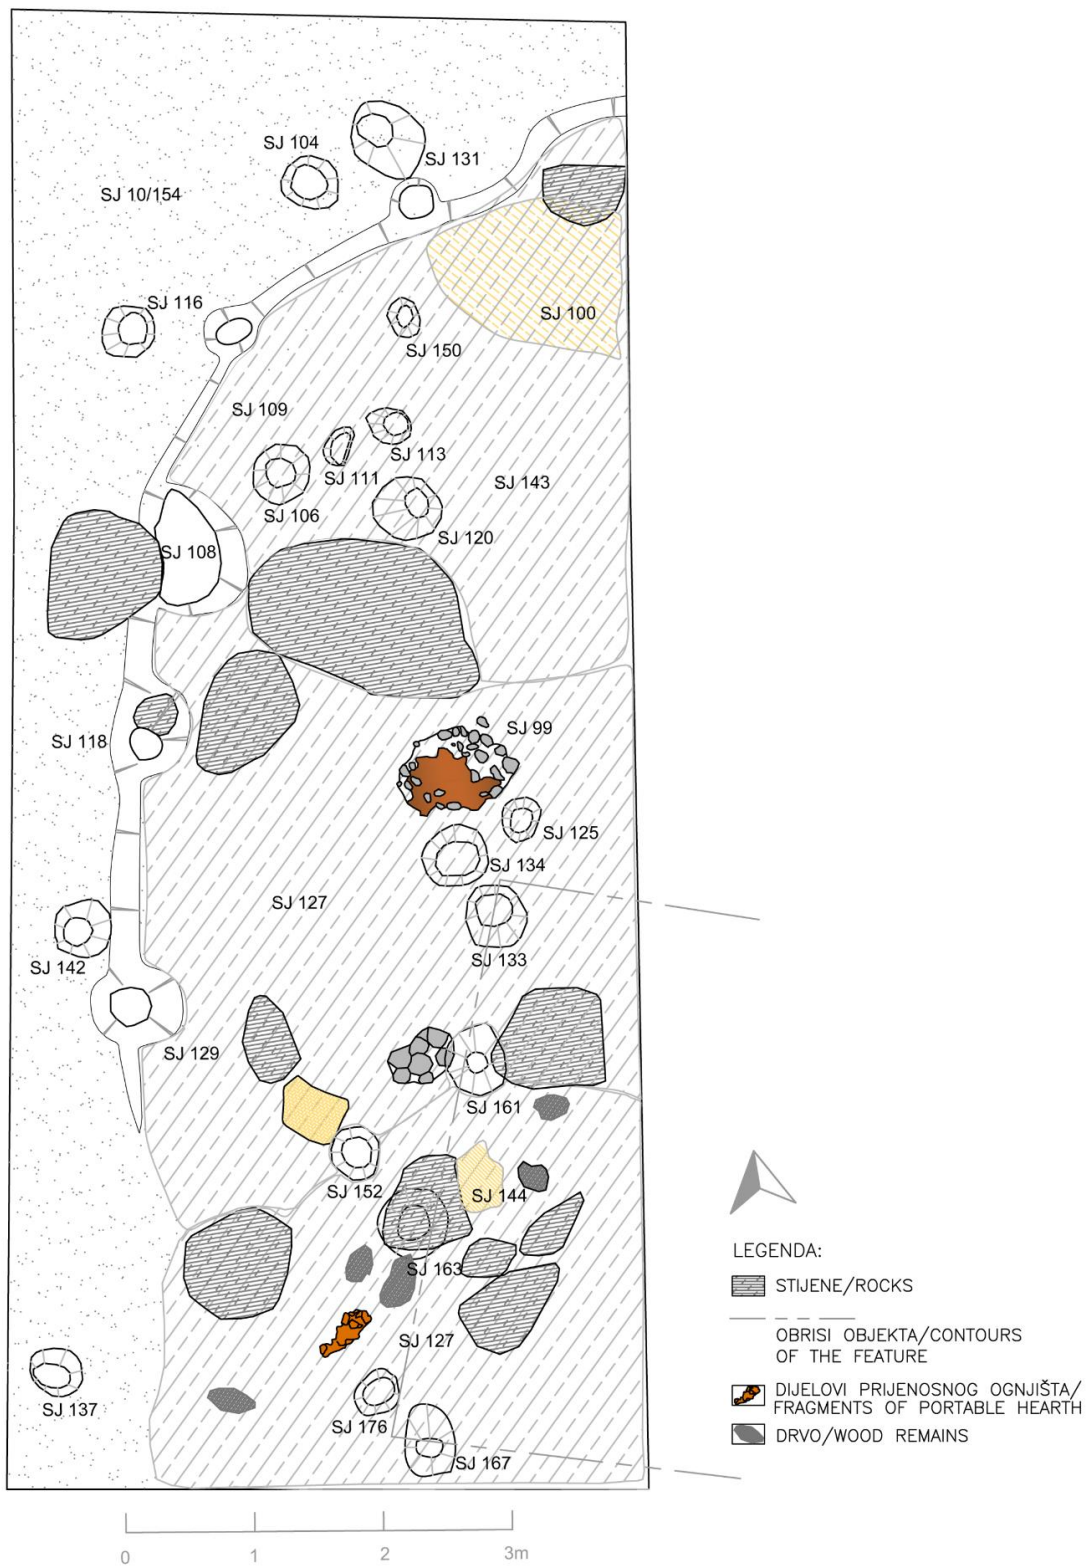 SJ 104
SJ 131
SJ 10/154
SJ 116
SJ 100
SJ 150
SJ 109
SJ 113
SJ 111
SJ 143
SJ 106
SJ 120
SJ 108
SJ 99
SJ 118
SJ 125
SJ 134
SJ 127
SJ 133
SJ 142
SJ 129
SJ 161
SJ 152
SJ 144
SJ 163
SJ 127
SJ 137
SJ 176
SJ 167
LEGENDA:
STIJENE/ROCKS
OBRISI OBJEKTA/CONTOURS
OF THE FEATURE
DIJELOVI PRIJENOSNOG OGNJIŠTA/
FRAGMENTS OF PORTABLE HEARTH
DRVO/WOOD REMAINS
0 1 2 3m